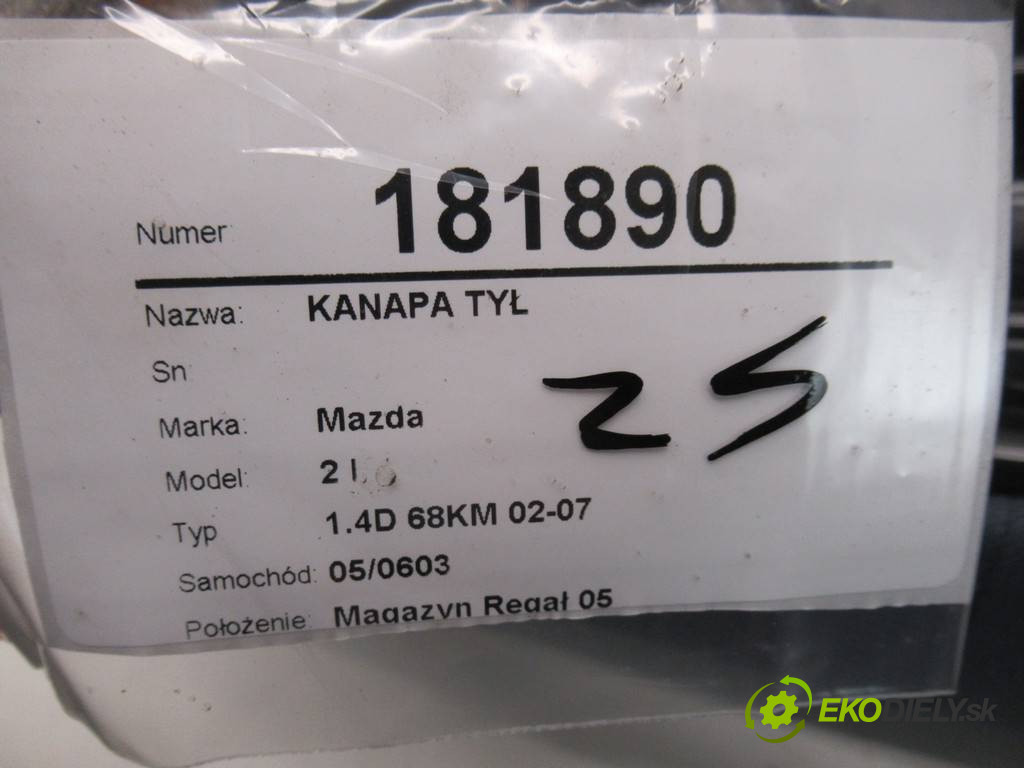 Numer: 181890
Nazwa: KANAPA TYŁ
Sn
25
Marka: Mazda
Model: 2 I
Typ 1.4D 68KM 02-07
Samochód: 05/0603
Położenie: Magazyn Regał 05
EKODIELY.sk